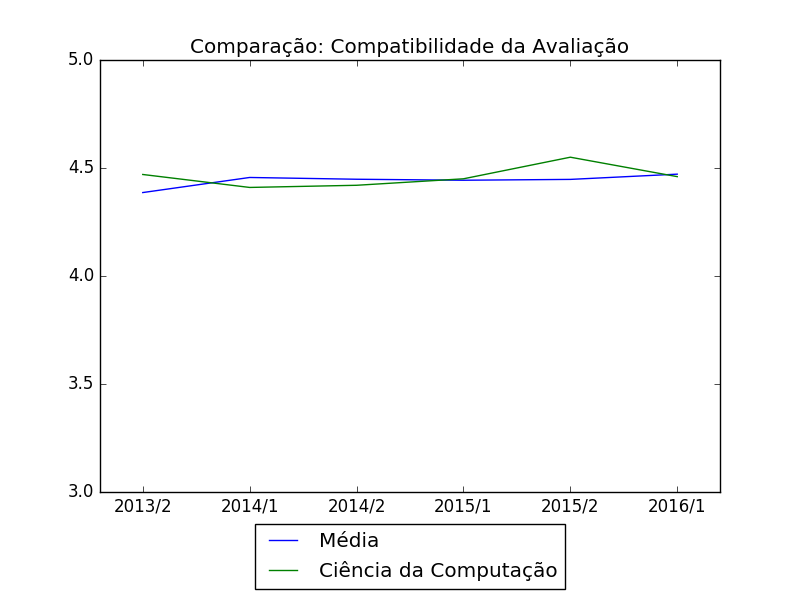 Comparação: Compatibilidade da Avaliação
5.0
4.5
4.0
3.5
3.0
2013/2 2014/1 2014/2 2015/1 2015/2 2016/1
Média
Ciência da Computação